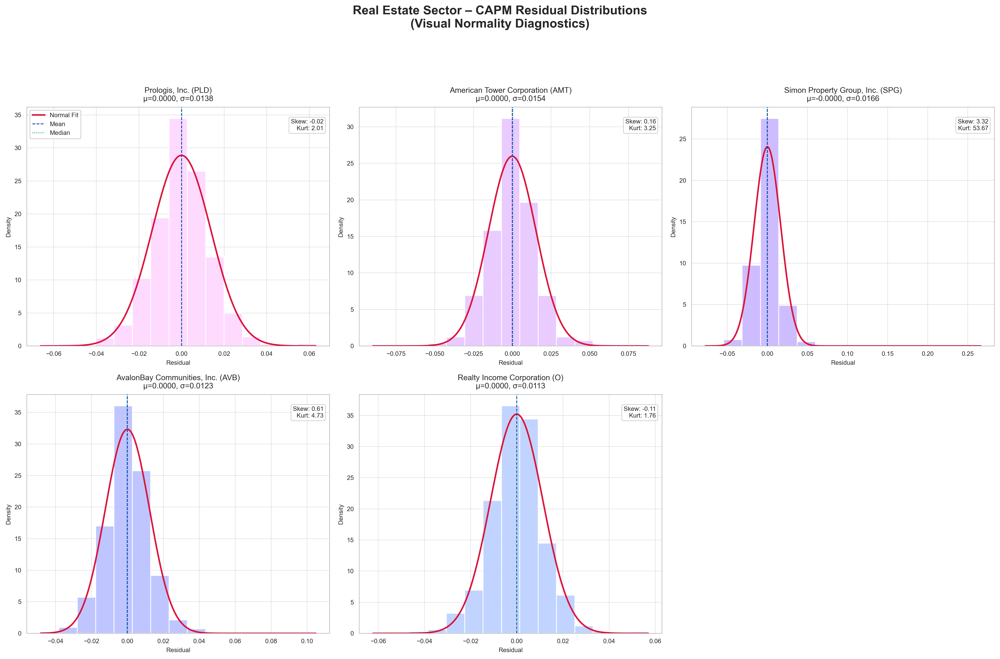 Real Estate Sector – CAPM Residual Distributions
(Visual Normality Diagnostics)
Prologis, Inc. (PLD)
μ=0.0000, σ=0.0138
Normal Fit
Mean
Median
Skew: -0.02
Kurt: 2.01
35
30
25
20
15
10
5
0
Density
−0.06 −0.04 −0.02 0.00 0.02 0.04 0.06
Residual
American Tower Corporation (AMT)
μ=0.0000, σ=0.0154
Skew: 0.16
Kurt: 3.25
30
25
20
15
10
5
0
Density
−0.075 −0.050 −0.025 0.000 0.025 0.050 0.075
Residual
Simon Property Group, Inc. (SPG)
μ=-0.0000, σ=0.0166
Skew: 3.32
Kurt: 53.67
25
20
15
10
5
0
Density
−0.05 0.00 0.05 0.10 0.15 0.20 0.25
Residual
AvalonBay Communities, Inc. (AVB)
μ=0.0000, σ=0.0123
Skew: 0.61
Kurt: 4.73
35
30
25
20
15
10
5
0
Density
−0.04 −0.02 0.00 0.02 0.04 0.06 0.08 0.10
Residual
Realty Income Corporation (O)
μ=0.0000, σ=0.0113
Skew: -0.11
Kurt: 1.76
35
30
25
20
15
10
5
0
Density
−0.06 −0.04 −0.02 0.00 0.02 0.04 0.06
Residual